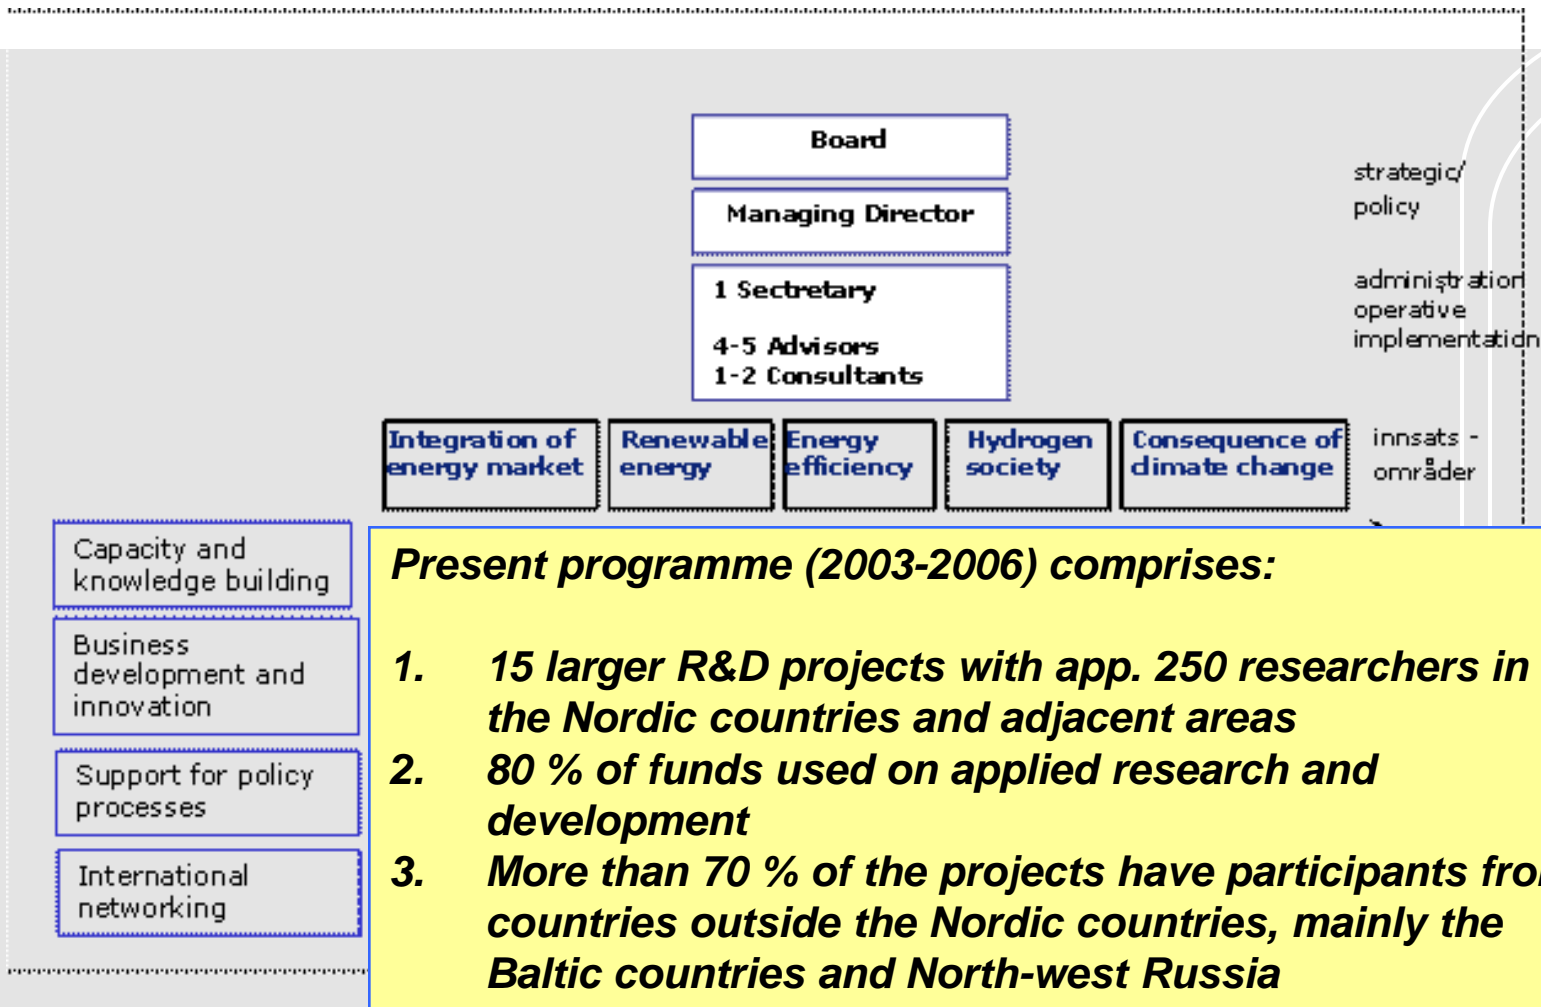 Board
strategic/
policy
Managing Director
1 Sectretary
4-5 Advisors
1-2 Consultants
administration
operative
implementation
Integration of
energy market
Renewable
energy
Energy
efficiency
Hydrogen
society
Consequence of
climate change
innsats -
områder
Capacity and
knowledge building
Business
development and
innovation
Support for policy
processes
International
networking
Present programme (2003-2006) comprises:
1. 15 larger R&D projects with app. 250 researchers in
the Nordic countries and adjacent areas
2. 80 % of funds used on applied research and
development
3. More than 70 % of the projects have participants from
countries outside the Nordic countries, mainly the
Baltic countries and North-west Russia